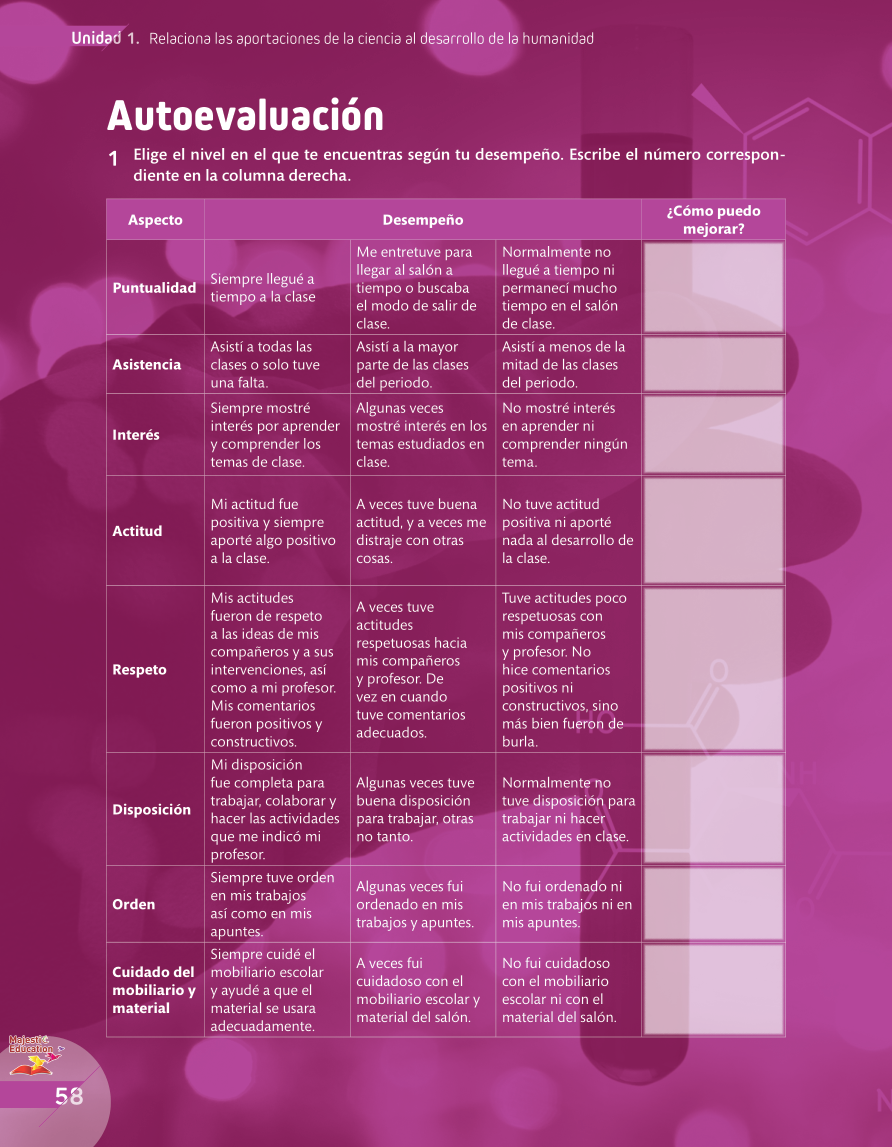 Unidad 1. Relaciona las aportaciones de la ciencia al desarrollo de la humanidad
Autoevaluación
1 Elige el nivel en el que te encuentras según tu desempeño. Escribe el número correspon-
diente en la columna derecha.
Aspecto
Desempeño
¿Cómo puedo
mejorar?
Puntualidad
Siempre llegué a
tiempo a la clase
Me entretuve para
llegar al salón a
tiempo o buscaba
el modo de salir de
clase.
Normalmente no
llegué a tiempo ni
permanecí mucho
tiempo en el salón
de clase.
Asistencia
Asistí a todas las
clases o solo tuve
una falta.
Asistí a la mayor
parte de las clases
del periodo.
Asistí a menos de la
mitad de las clases
del periodo.
Interés
Siempre mostré
interés por aprender
y comprender los
temas de clase.
Algunas veces
mostré interés en los
temas estudiados en
clase.
No mostré interés
en aprender ni
comprender ningún
tema.
Actitud
Mi actitud fue
positiva y siempre
aporté algo positivo
a la clase.
A veces tuve buena
actitud, y a veces me
distraje con otras
cosas.
No tuve actitud
positiva ni aporté
nada al desarrollo de
la clase.
Respeto
Mis actitudes
fueron de respeto
a las ideas de mis
compañeros y a sus
intervenciones, así
como a mi profesor.
Mis comentarios
fueron positivos y
constructivos.
A veces tuve
actitudes
respetuosas hacia
mis compañeros
y profesor. De
vez en cuando
tuve comentarios
adecuados.
Tuve actitudes poco
respetuosas con
mis compañeros
y profesor. No
hice comentarios
positivos ni
constructivos, sino
más bien fueron de
burla.
Disposición
Mi disposición
fue completa para
trabajar, colaborar y
hacer las actividades
que me indicó mi
profesor.
Algunas veces tuve
buena disposición
para trabajar, otras
no tanto.
Normalmente no
tuve disposición para
trabajar ni hacer
actividades en clase.
Orden
Siempre tuve orden
en mis trabajos
así como en mis
apuntes.
Algunas veces fui
ordenado en mis
trabajos y apuntes.
No fui ordenado ni
en mis trabajos ni en
mis apuntes.
Cuidado del
mobiliario y
material
Siempre cuidé el
mobiliario escolar
y ayudé a que el
material se usara
adecuadamente.
A veces fui
cuidadoso con el
mobiliario escolar y
material del salón.
No fui cuidadoso
con el mobiliario
escolar ni con el
material del salón.
O
HO
NH
O
N
Majestic
Education
58